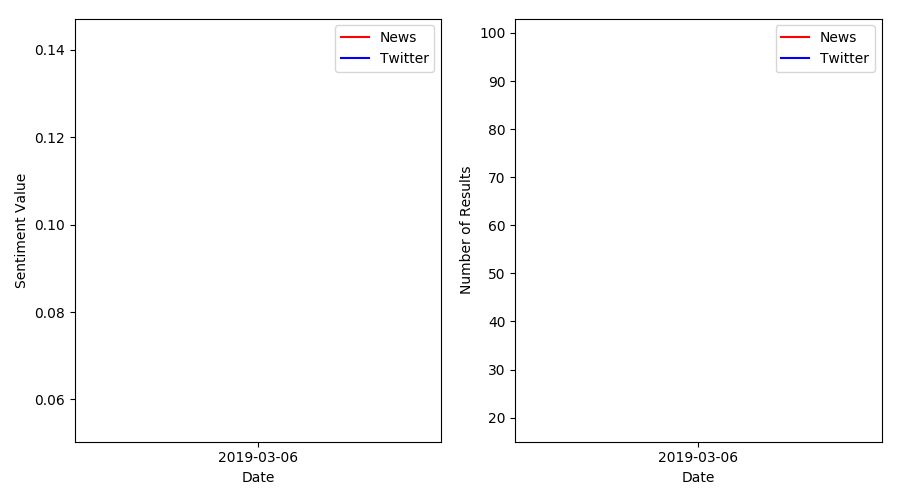 News
Twitter
0.14
0.12
0.10
0.08
0.06
Sentiment Value
2019-03-06
Date
News
Twitter
100
90
80
70
60
50
40
30
20
Number of Results
2019-03-06
Date